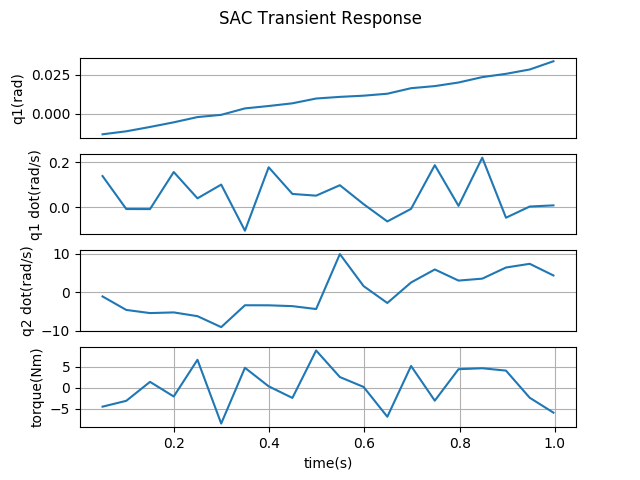 SAC Transient Response
q1(rad)
0.025
0.000
q1 dot(rad/s)
0.2
0.0
q2 dot(rad/s)
10
0
−10
torque(Nm)
5
0
−5
0.2 0.4 0.6 0.8 1.0
time(s)